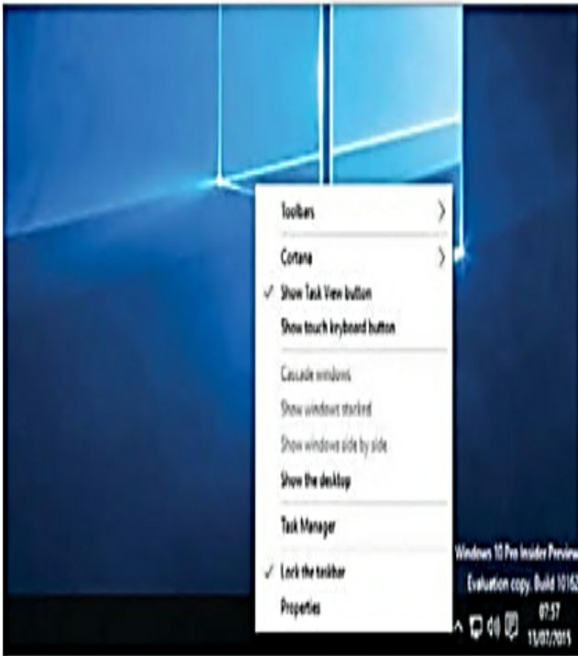 Toolbars
Cortana
Show Task View button
Show touch keyboard button
Cascade windows
Show windows stacked
Show windows side by side
Show the desktop
Task Manager
Lock the taskbar
Properties
Windows 10 Pro Insider Preview
Evaluation copy. Build 10162
07:57
13/07/2015